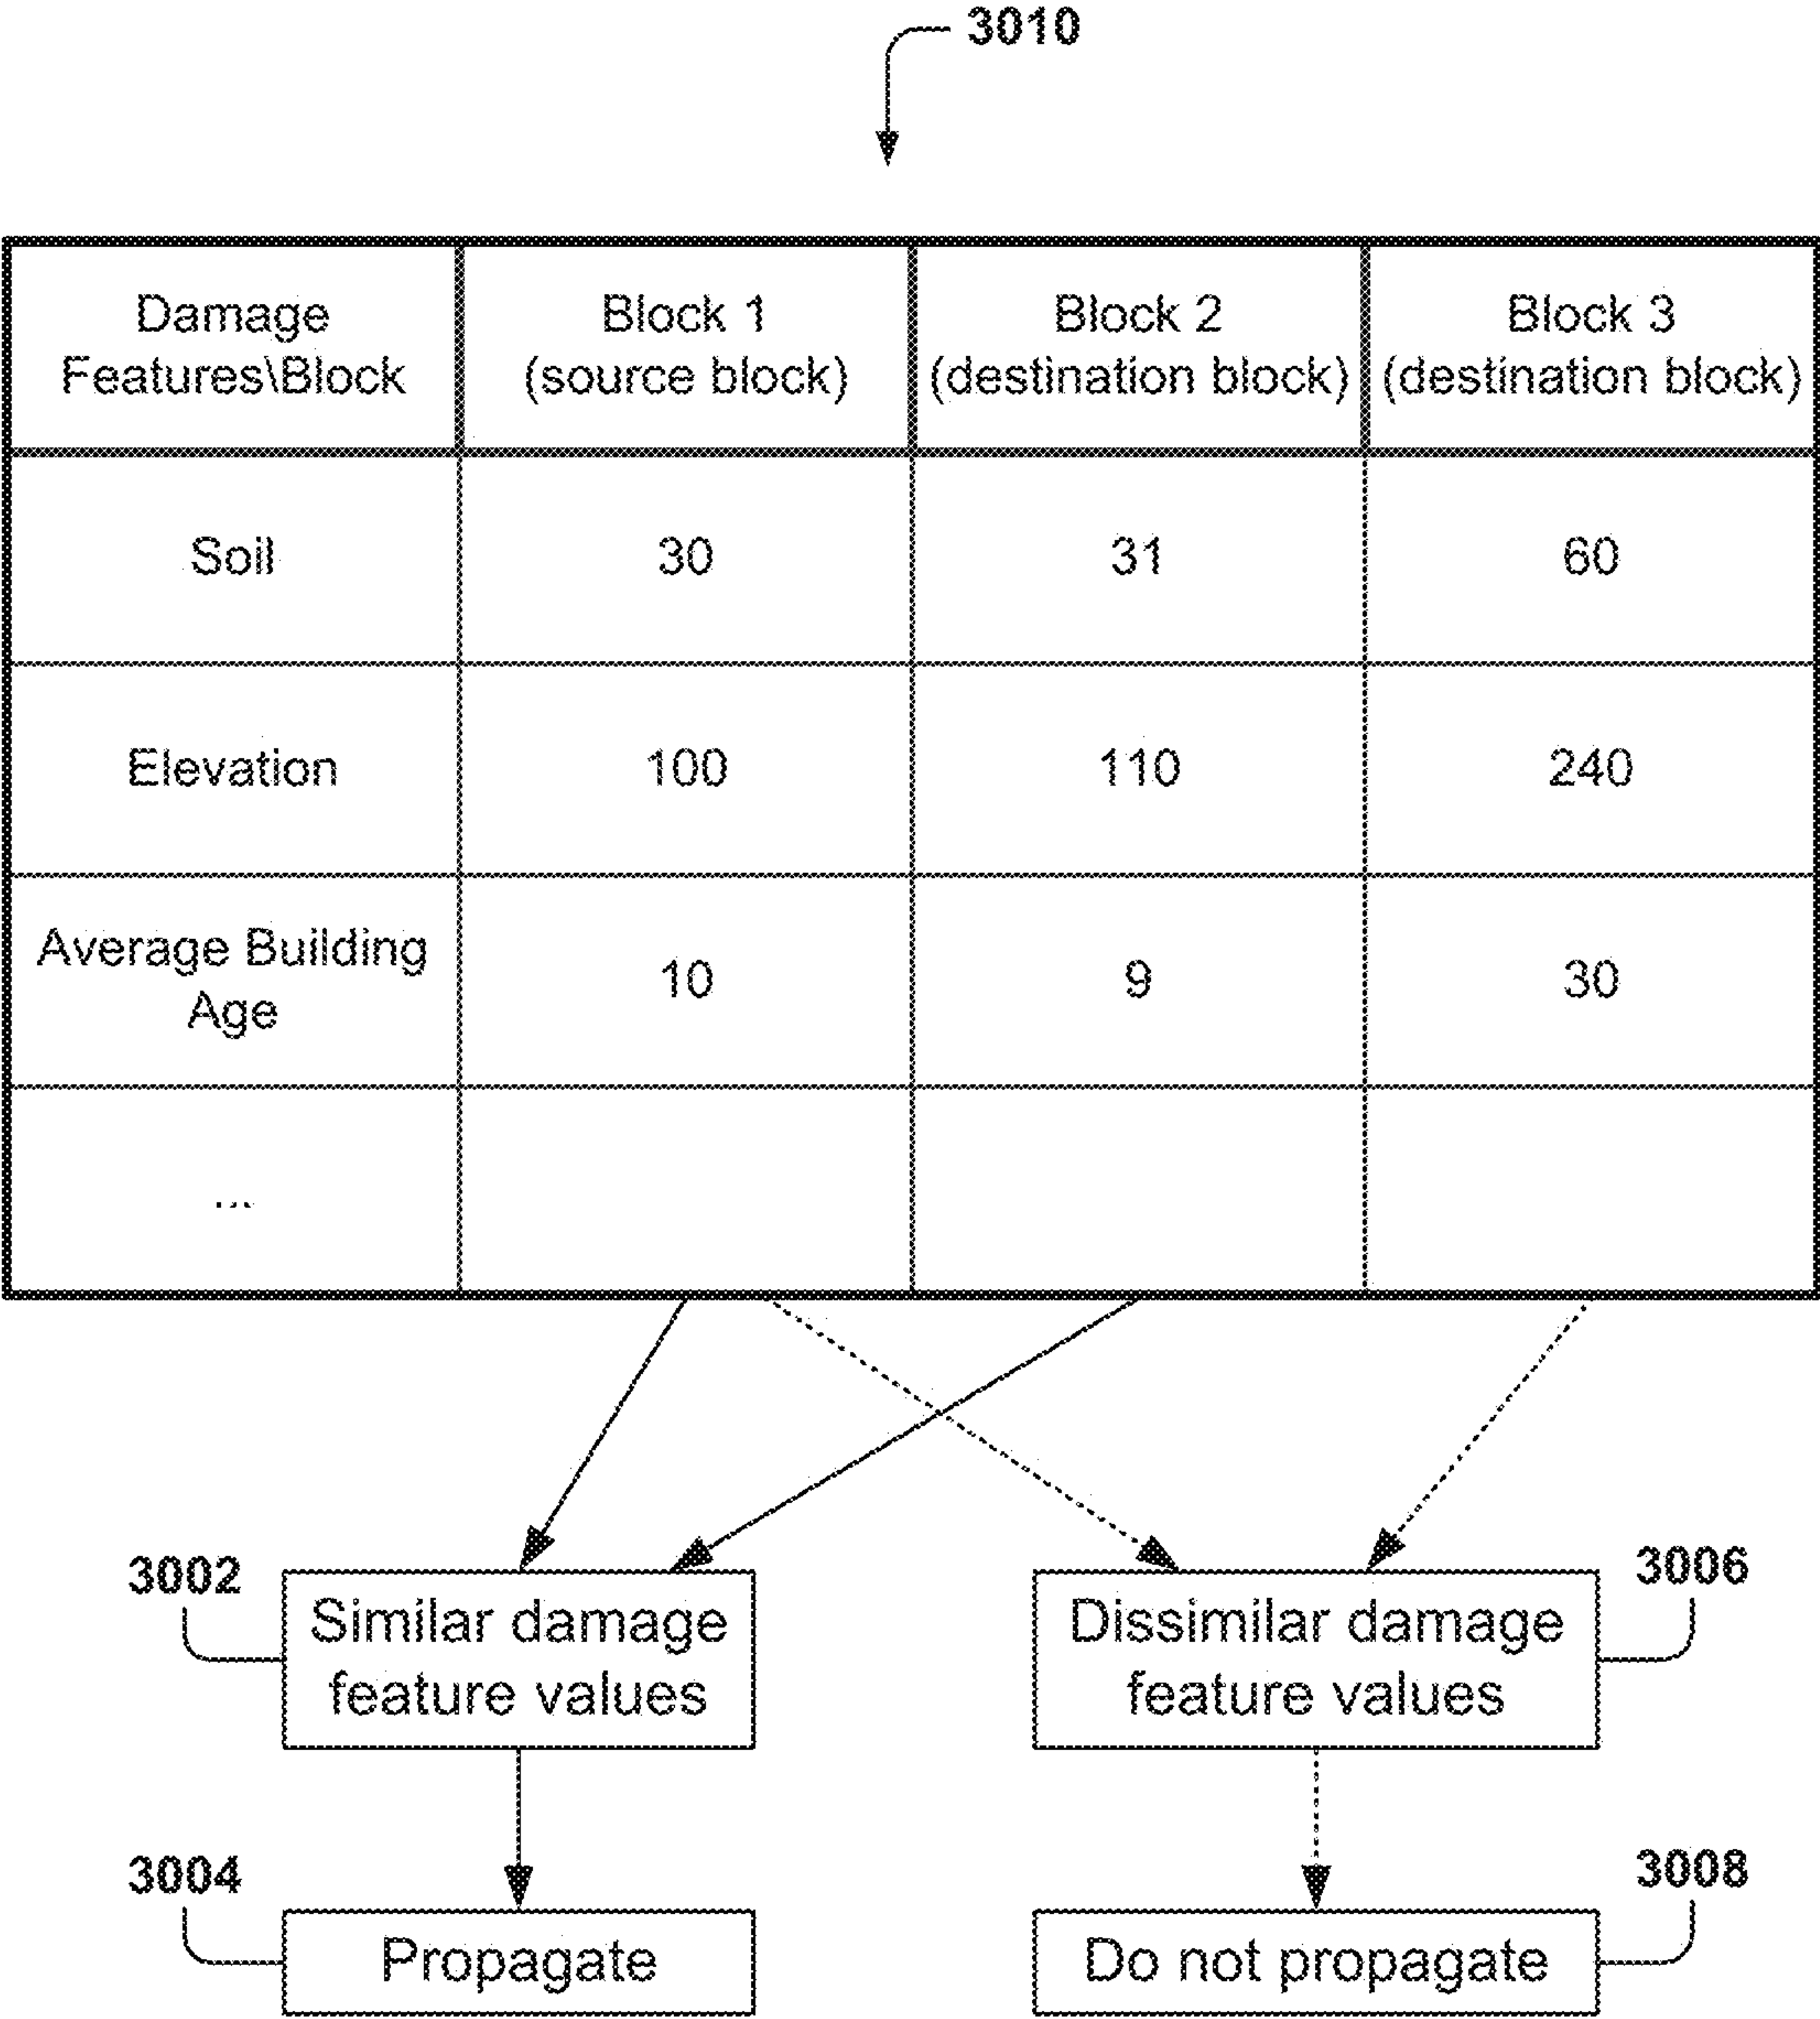 3010
Damage
Features\Block
Block 1
(source block)
Block 2
(destination block)
Block 3
(destination block)
Soil
30
31
60
Elevation
100
110
240
Average Building
Age
10
9
30
...
3002
Similar damage
feature values
3006
Dissimilar damage
feature values
3004
Propagate
3008
Do not propagate